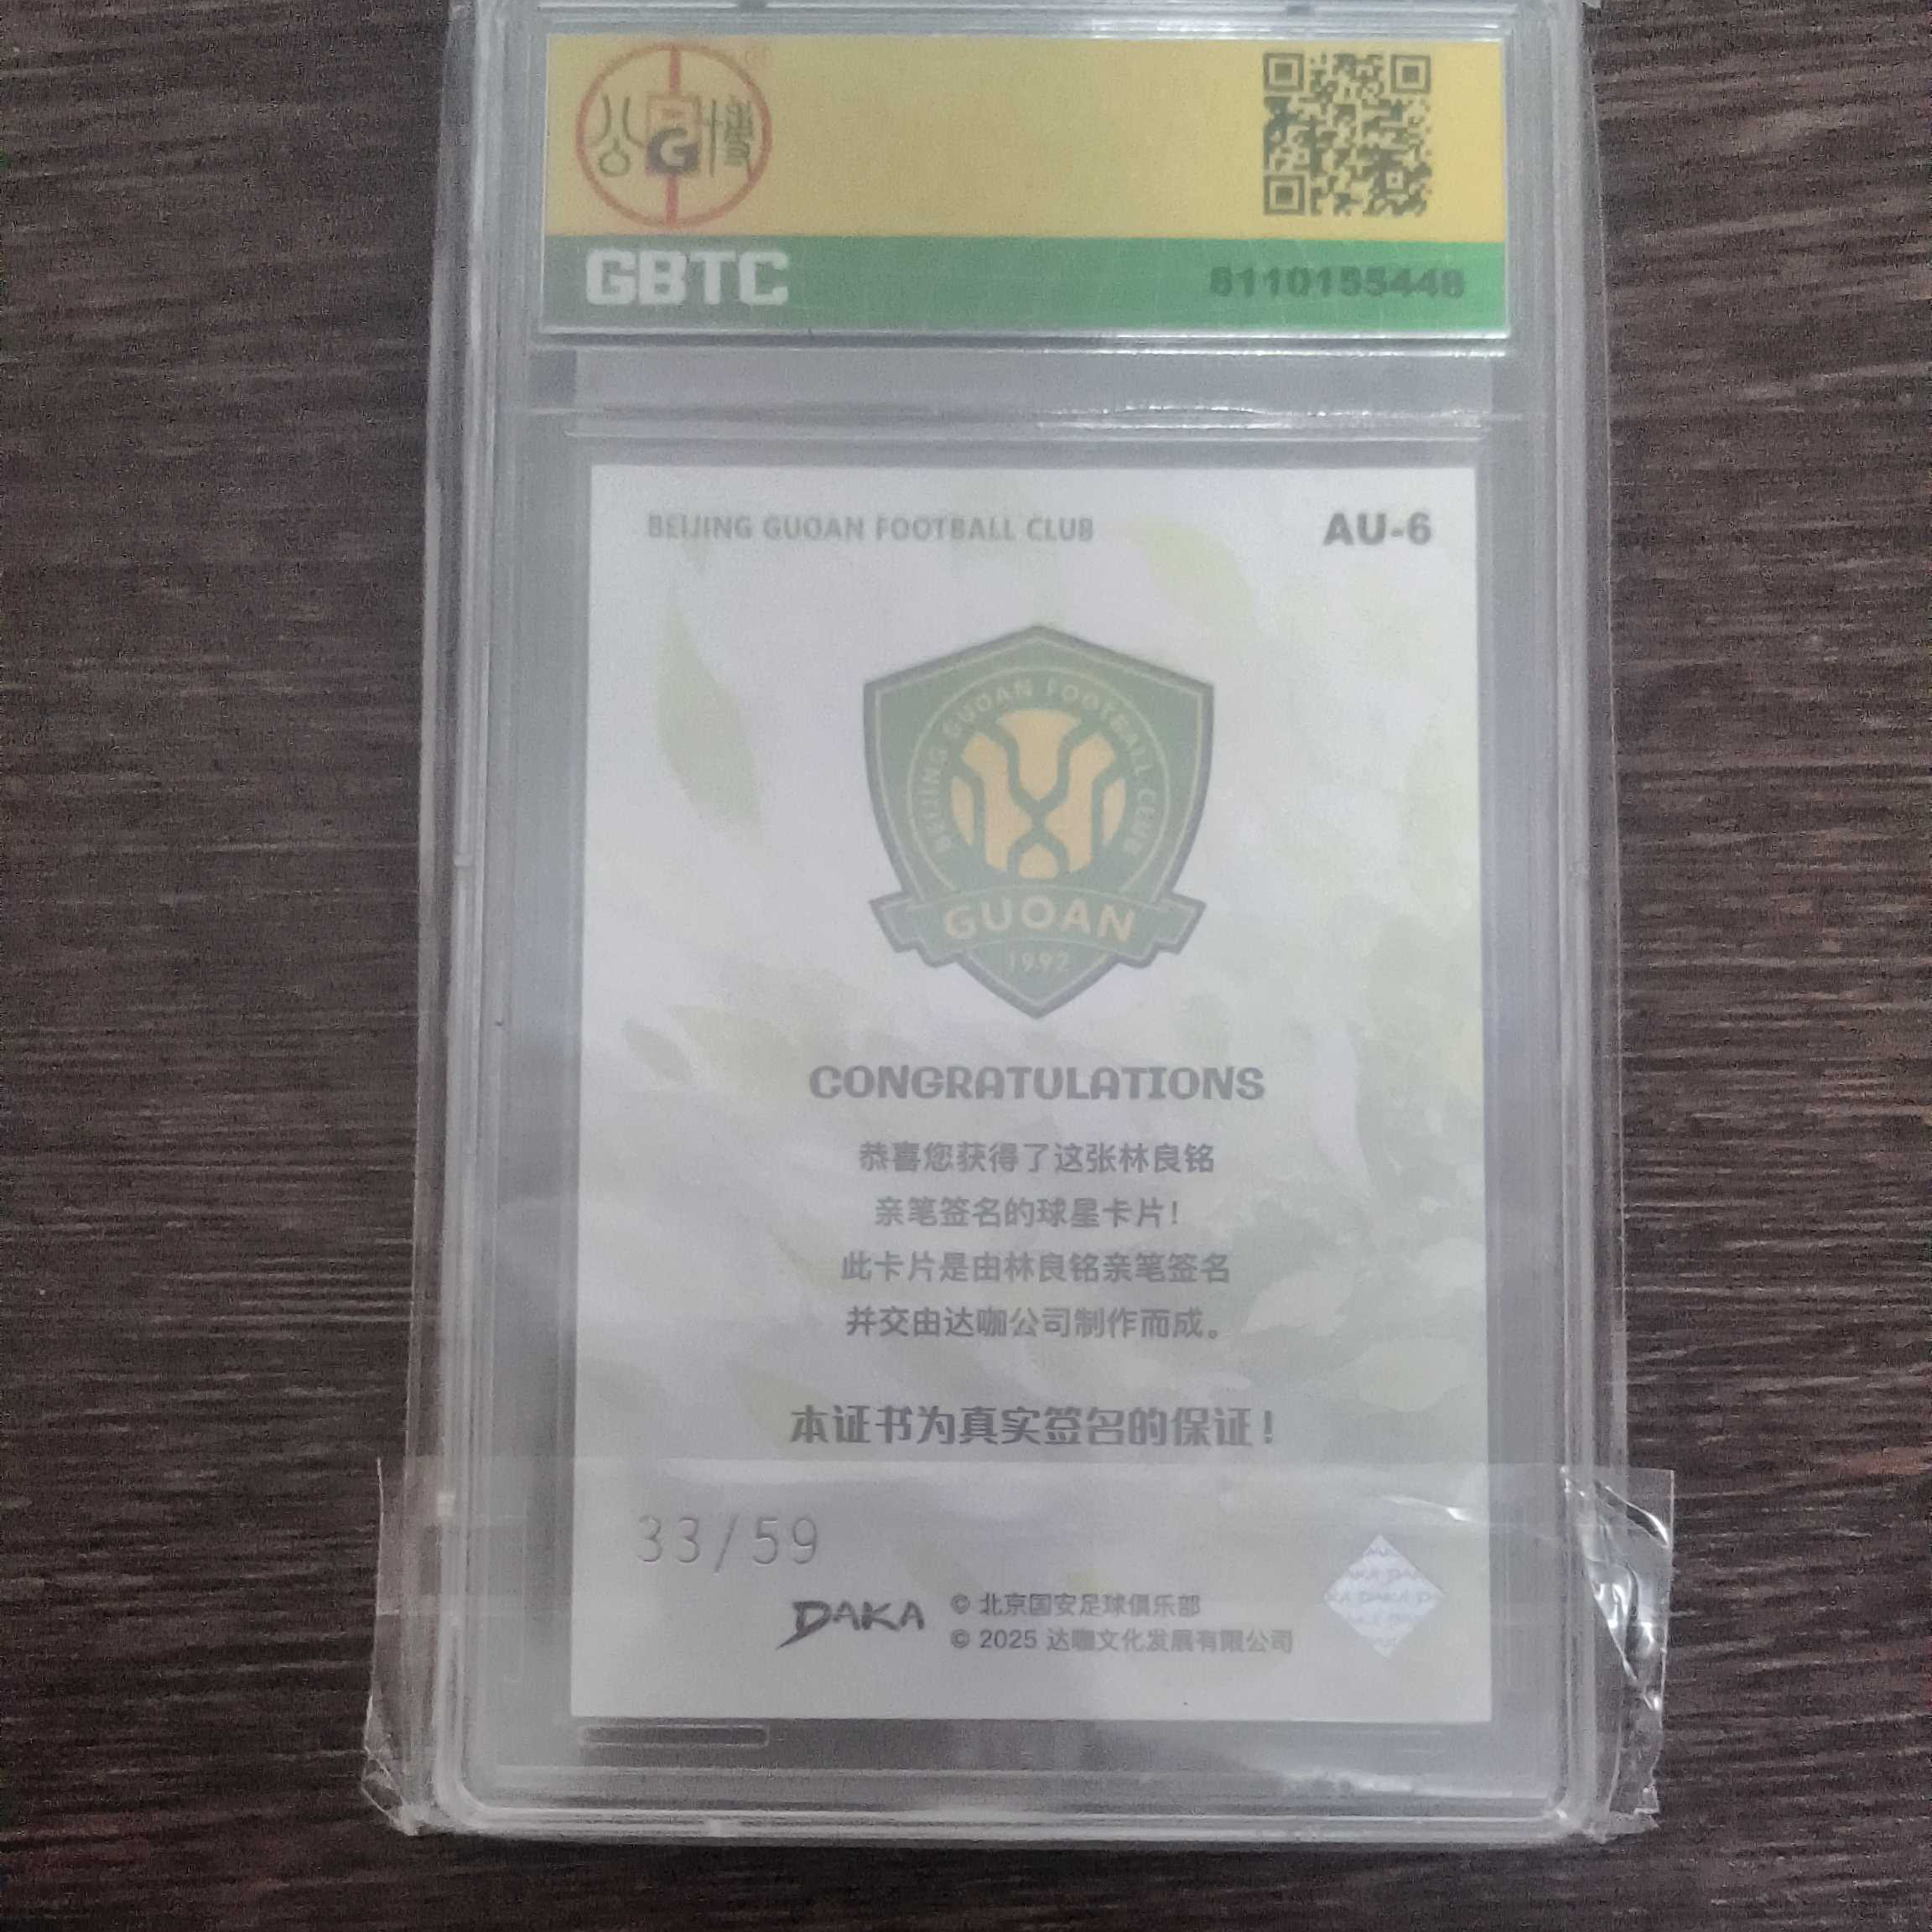 公博
G
®
GBTC
8110155448
BEIJING GUOAN FOOTBALL CLUB
AU-6
BEIJING GUOAN FOOTBALL CLUB
GUOAN
1992
CONGRATULATIONS
恭喜您获得了这张林良铭
亲笔签名的球星卡片！
此卡片是由林良铭亲笔签名
并交由达咖公司制作而成。
本证书为真实签名的保证！
33/59
DAKA
© 北京国安足球俱乐部
© 2025 达咖文化发展有限公司